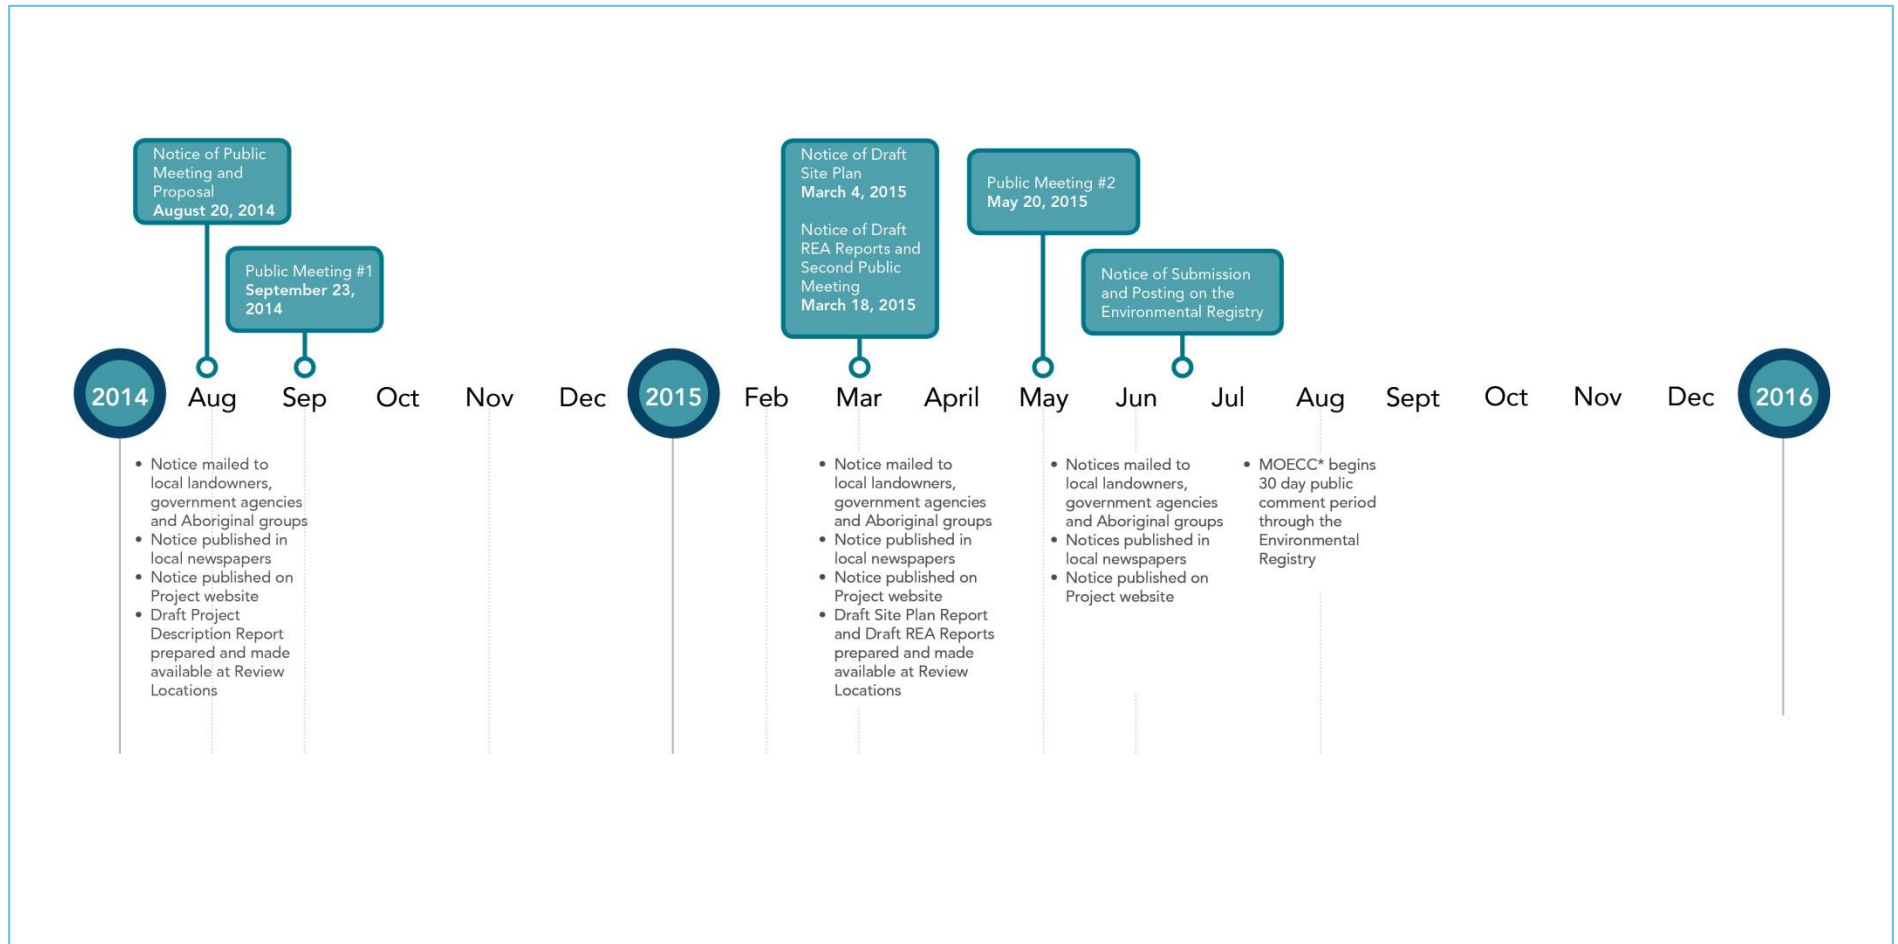 Notice of Public
Meeting and
Proposal
August 20, 2014
Public Meeting #1
September 23,
2014
Notice of Draft
Site Plan
March 4, 2015
Notice of Draft
REA Reports and
Second Public
Meeting
March 18, 2015
Public Meeting #2
May 20, 2015
Notice of Submission
and Posting on the
Environmental Registry
2014 Aug Sep Oct Nov Dec 2015 Feb Mar April May Jun Jul Aug Sept Oct Nov Dec 2016
• Notice mailed to
local landowners,
government agencies
and Aboriginal groups
• Notice published in
local newspapers
• Notice published on
Project website
• Draft Project
Description Report
prepared and made
available at Review
Locations
• Notice mailed to
local landowners,
government agencies
and Aboriginal groups
• Notice published in
local newspapers
• Notice published on
Project website
• Draft Site Plan Report
and Draft REA Reports
prepared and made
available at Review
Locations
• Notices mailed to
local landowners,
government agencies
and Aboriginal groups
• Notices published in
local newspapers
• Notice published on
Project website
• MOECC* begins
30 day public
comment period
through the
Environmental
Registry